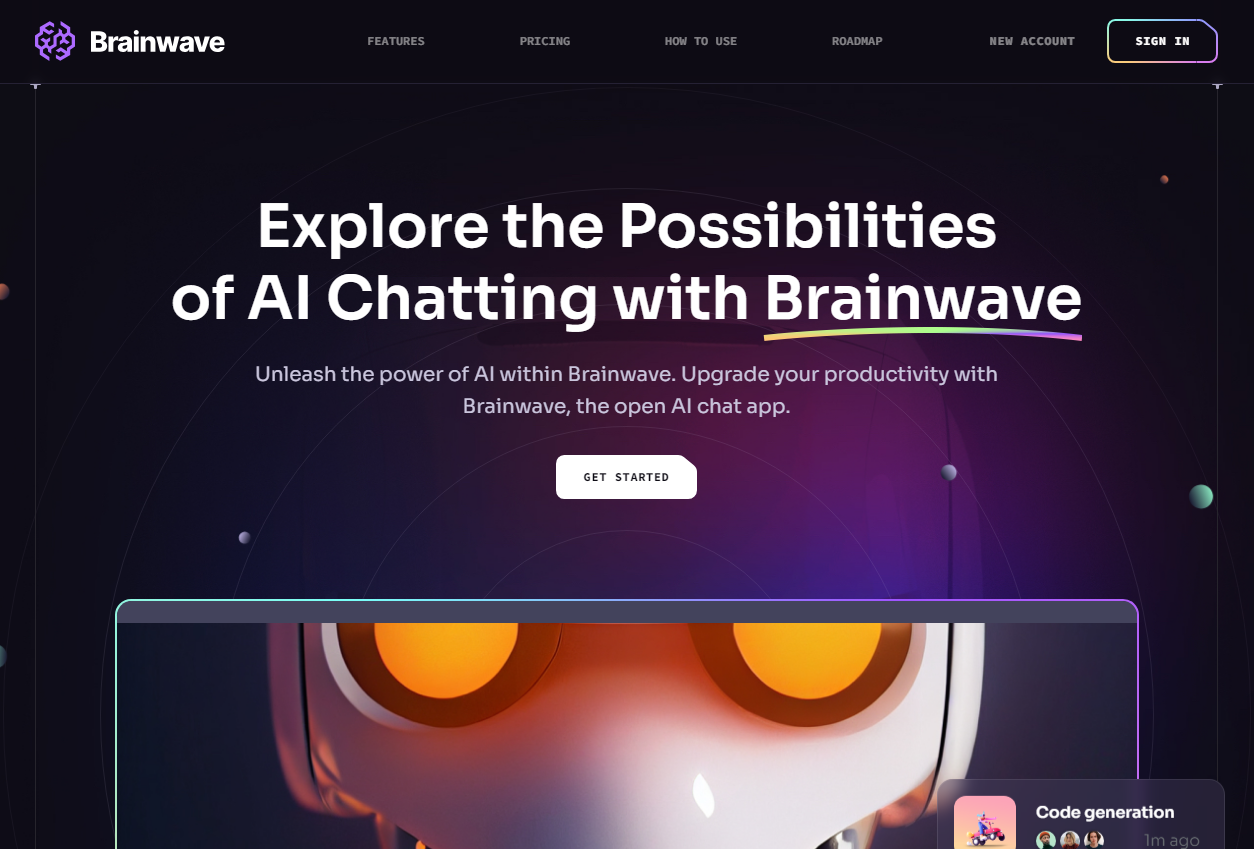 Brainwave
FEATURES
PRICING
HOW TO USE
ROADMAP
NEW ACCOUNT
SIGN IN
Explore the Possibilities
of AI Chatting with Brainwave
Unleash the power of AI within Brainwave. Upgrade your productivity with
Brainwave, the open AI chat app.
GET STARTED
Code generation
1m ago